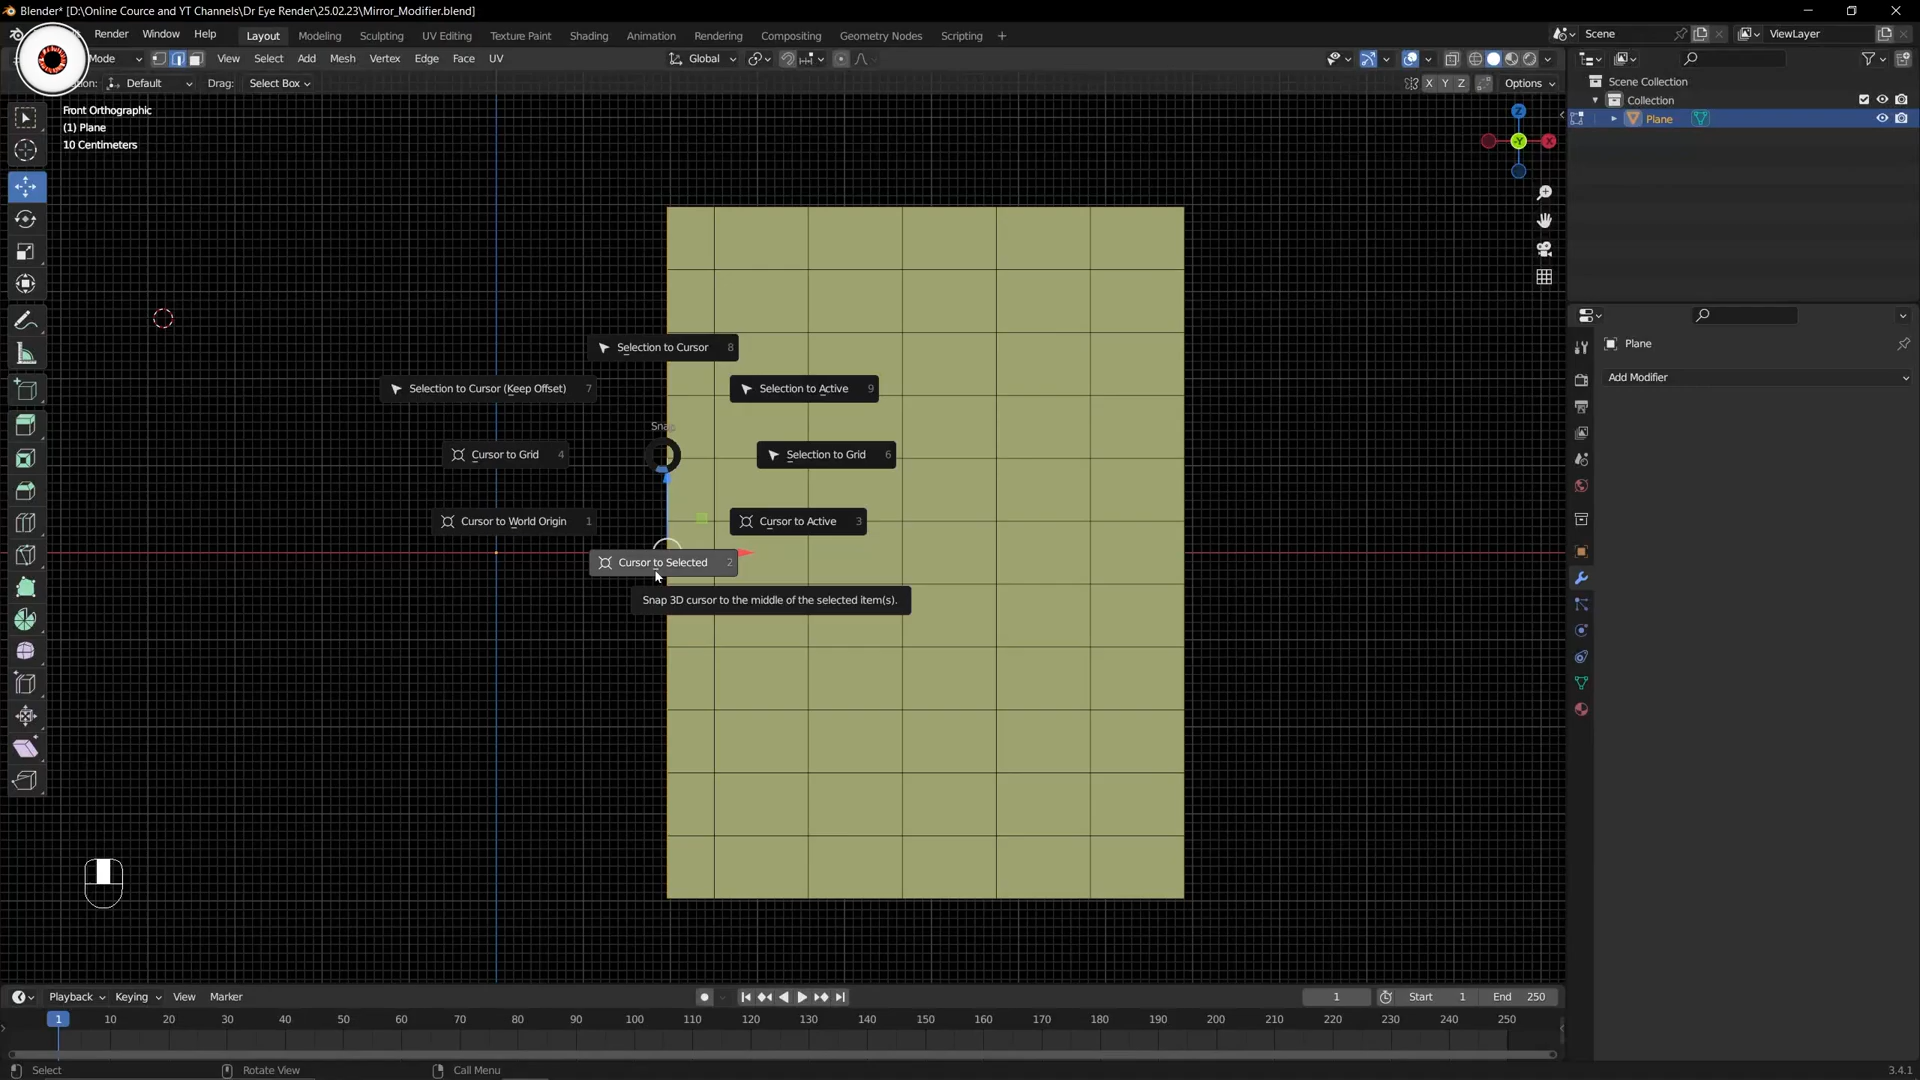 Blender* [D:\Online Cource and YT Channels\Dr Eye Render\25.02.23\Mirror_Modifier.blend]
Render Window Help Layout Modeling Sculpting UV Editing Texture Paint Shading Animation Rendering Compositing Geometry Nodes Scripting Scene ViewLayer
Mode View Select Add Mesh Vertex Edge Face UV Global
Default Drag: Select Box X Y Z Options
Scene Collection
Collection
Plane
Front Orthographic
(1) Plane
10 Centimeters
Z
-Y X
Selection to Cursor 8
Selection to Cursor (Keep Offset) 7
Selection to Active 9
Snap
Cursor to Grid 4
Selection to Grid 6
Cursor to World Origin 1
Cursor to Active 3
Cursor to Selected 2
Snap 3D cursor to the middle of the selected item(s).
Plane
Add Modifier
Playback Keying View Marker 1 Start 1 End 250
1 10 20 30 40 50 60 70 80 90 100 110 120 130 140 150 160 170 180 190 200 210 220 230 240 250
Select Rotate View Call Menu 3.4.1